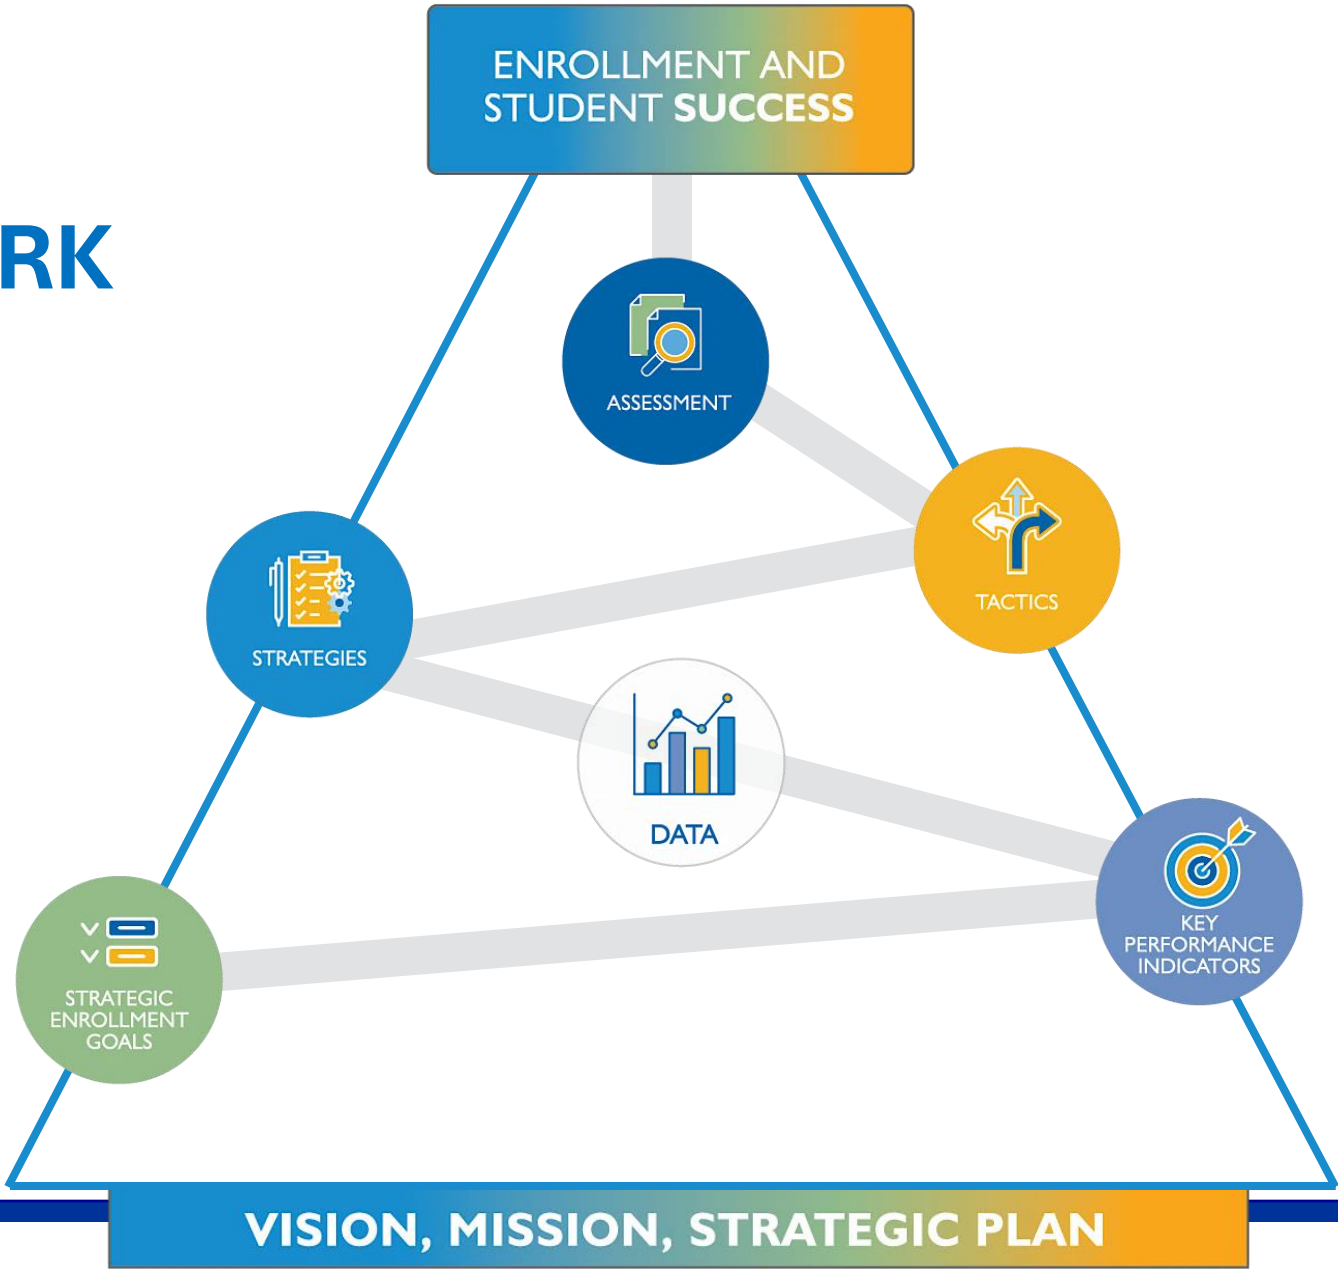 ENROLLMENT AND
STUDENT SUCCESS
RK
ASSESSMENT
TACTICS
STRATEGIES
DATA
KEY
PERFORMANCE
INDICATORS
STRATEGIC
ENROLLMENT
GOALS
VISION, MISSION, STRATEGIC PLAN